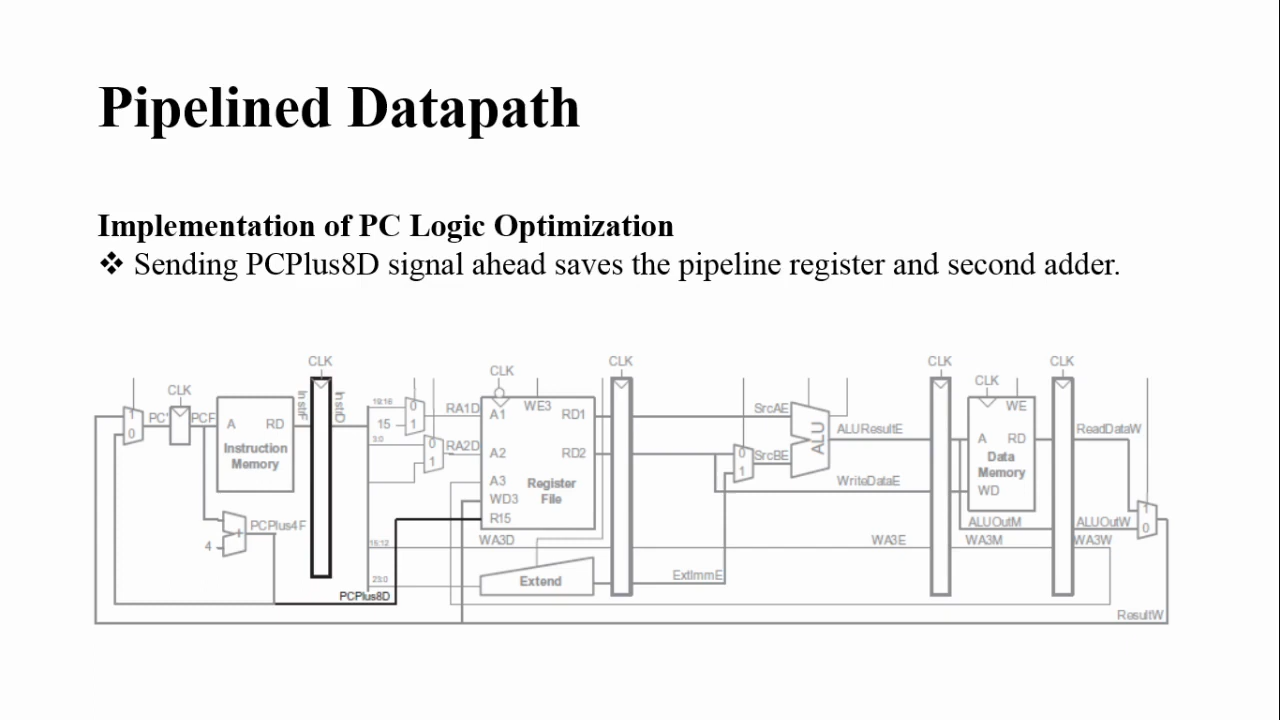 Pipelined Datapath
Implementation of PC Logic Optimization
❖ Sending PCPlus8D signal ahead saves the pipeline register and second adder.
CLK CLK CLK CLK
CLK CLK CLK
1 0 PC' PCF A RD Instruction Memory InstrF InstrD
19:16 15 0 1 RA1D A1 WE3 RD1 SrcAE ALU ALUResultE A RD WE Data Memory WD ReadDataW
3:0 0 1 RA2D A2 RD2 0 1 SrcBE
A3 Register File WriteDataE
WD3
R15 ALUOutM ALUOutW 1 0
4 + PCPlus4F
15:12 WA3D WA3E WA3M WA3W
23:0 Extend ExtImmE
PCPlus8D
ResultW